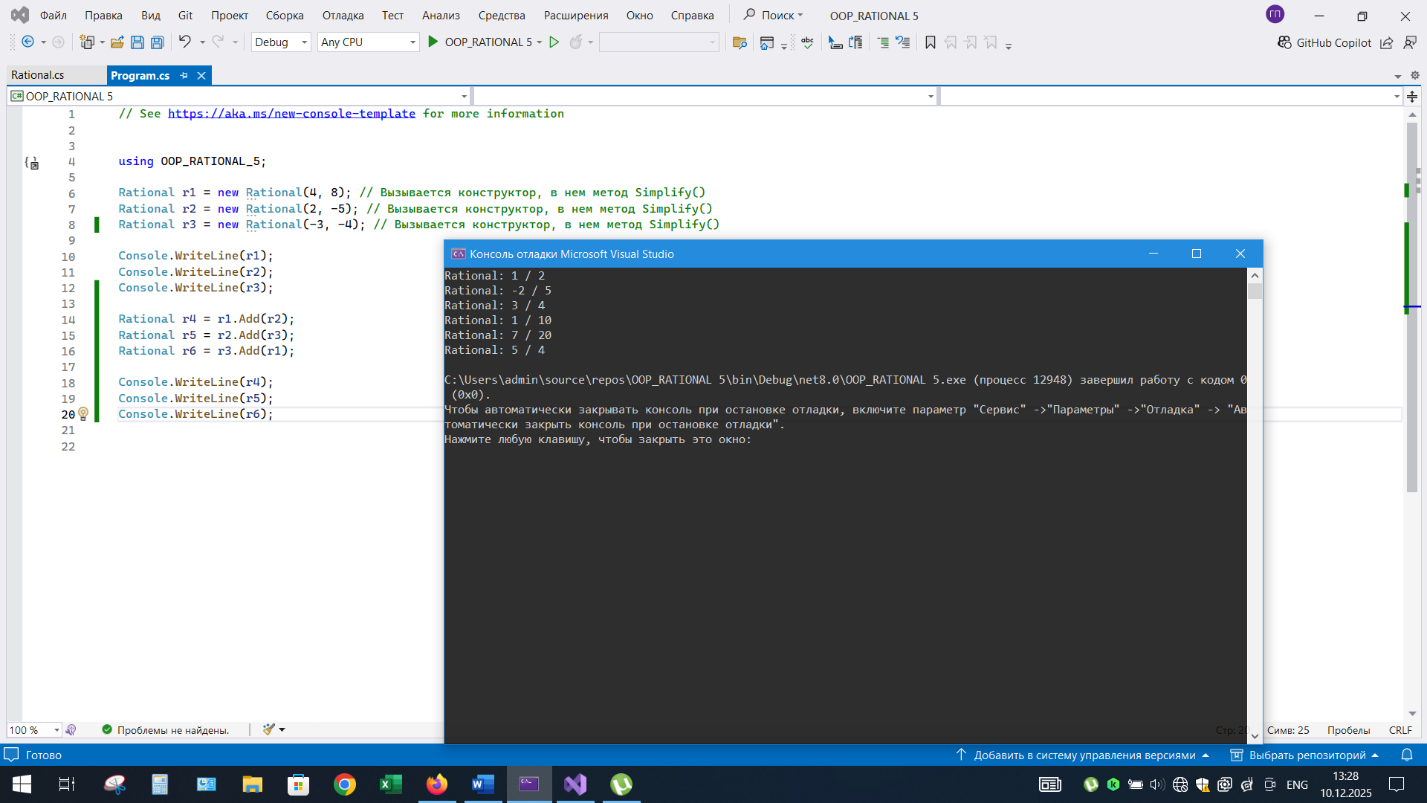 Файл Правка Вид Git Проект Сборка Отладка Тест Анализ Средства Расширения Окно Справка Поиск OOP_RATIONAL 5 ГП
Debug Any CPU OOP_RATIONAL 5 GitHub Copilot
Rational.cs Program.cs
C# OOP_RATIONAL 5
1 // See https://aka.ms/new-console-template for more information
2
3
4 using OOP_RATIONAL_5;
5
6 Rational r1 = new Rational(4, 8); // Вызывается конструктор, в нем метод Simplify()
7 Rational r2 = new Rational(2, -5); // Вызывается конструктор, в нем метод Simplify()
8 Rational r3 = new Rational(-3, -4); // Вызывается конструктор, в нем метод Simplify()
9
10 Console.WriteLine(r1);
11 Console.WriteLine(r2);
12 Console.WriteLine(r3);
13
14 Rational r4 = r1.Add(r2);
15 Rational r5 = r2.Add(r3);
16 Rational r6 = r3.Add(r1);
17
18 Console.WriteLine(r4);
19 Console.WriteLine(r5);
20 Console.WriteLine(r6);
21
22
Консоль отладки Microsoft Visual Studio
Rational: 1 / 2
Rational: -2 / 5
Rational: 3 / 4
Rational: 1 / 10
Rational: 7 / 20
Rational: 5 / 4
C:\Users\admin\source\repos\OOP_RATIONAL 5\bin\Debug\net8.0\OOP_RATIONAL 5.exe (процесс 12948) завершил работу с кодом 0
(0x0).
Чтобы автоматически закрывать консоль при остановке отладки, включите параметр "Сервис" ->"Параметры" ->"Отладка" -> "Ав
томатически закрыть консоль при остановке отладки".
Нажмите любую клавишу, чтобы закрыть это окно:
100 % Проблемы не найдены. Стр: 20 Симв: 25 Пробелы CRLF
Готово Добавить в систему управления версиями Выбрать репозиторий
ENG 13:28
10.12.2025